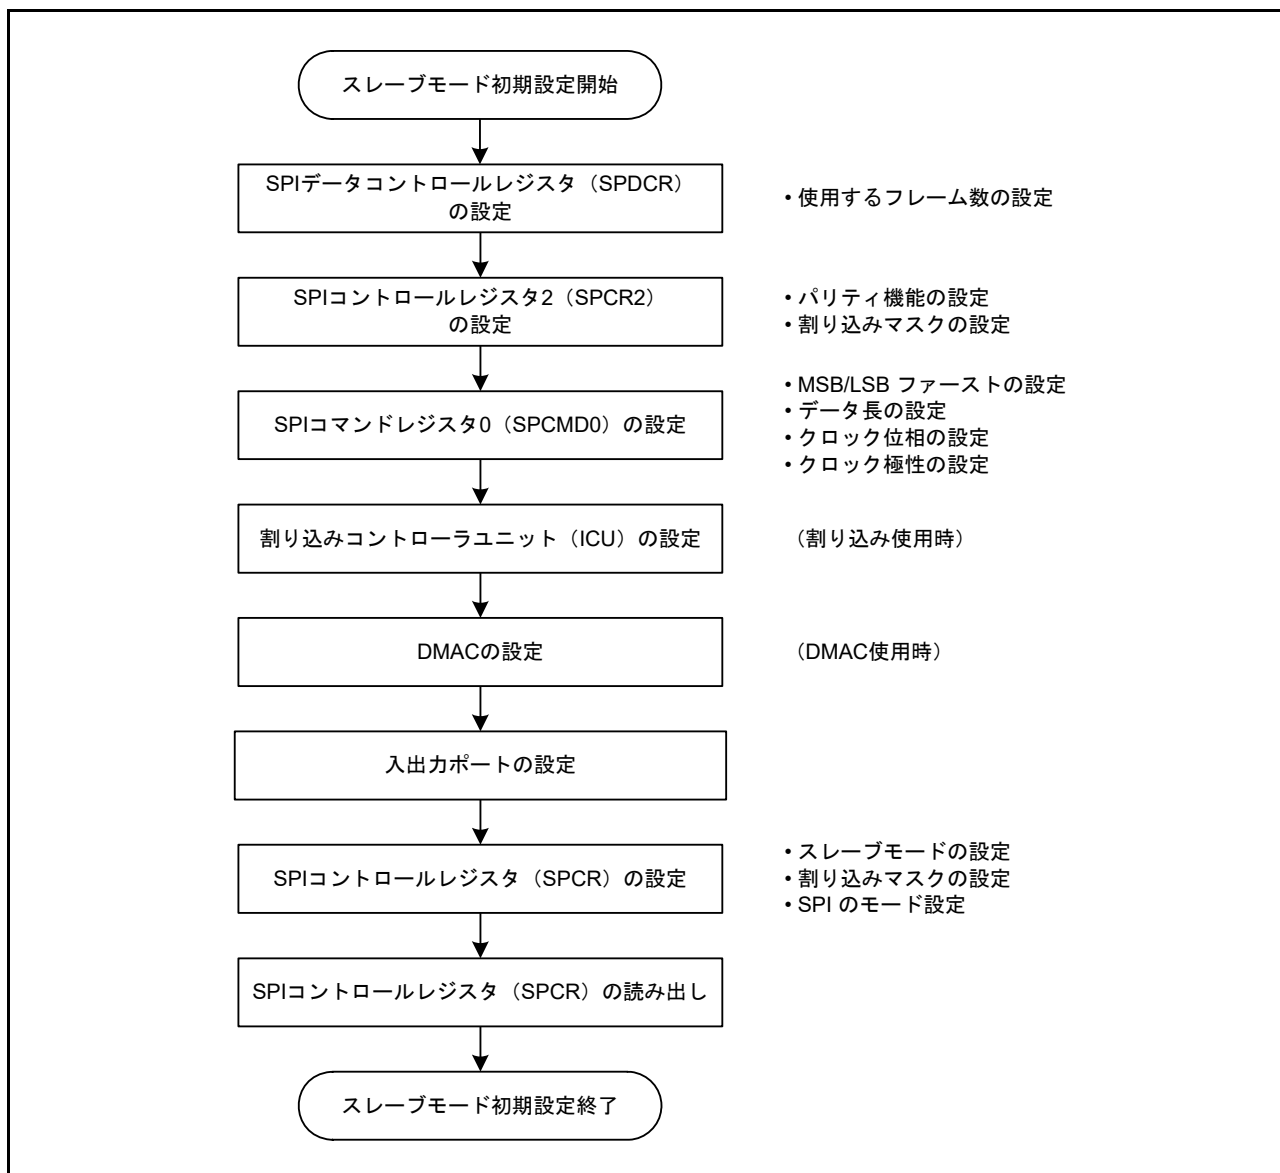 スレーブモード初期設定開始
SPIデータコントロールレジスタ（SPDCR）
の設定
• 使用するフレーム数の設定
SPIコントロールレジスタ2（SPCR2）
の設定
• パリティ機能の設定
• 割り込みマスクの設定
SPIコマンドレジスタ0（SPCMD0）の設定
• MSB/LSB ファーストの設定
• データ長の設定
• クロック位相の設定
• クロック極性の設定
割り込みコントローラユニット（ICU）の設定
（割り込み使用時）
DMACの設定
（DMAC使用時）
入出力ポートの設定
SPIコントロールレジスタ（SPCR）の設定
• スレーブモードの設定
• 割り込みマスクの設定
• SPI のモード設定
SPIコントロールレジスタ（SPCR）の読み出し
スレーブモード初期設定終了